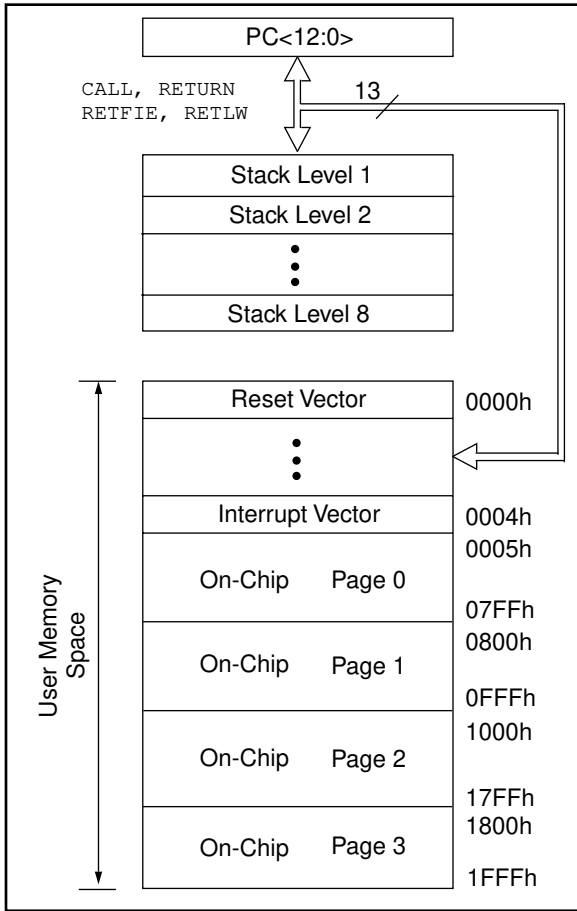 PC<12:0>
CALL, RETURN
RETFIE, RETLW
13
Stack Level 1
Stack Level 2
Stack Level 8
Reset Vector
0000h
Interrupt Vector
0004h
0005h
On-Chip Page 0
07FFh
0800h
On-Chip Page 1
0FFFh
1000h
On-Chip Page 2
17FFh
1800h
On-Chip Page 3
1FFFh
User Memory
Space